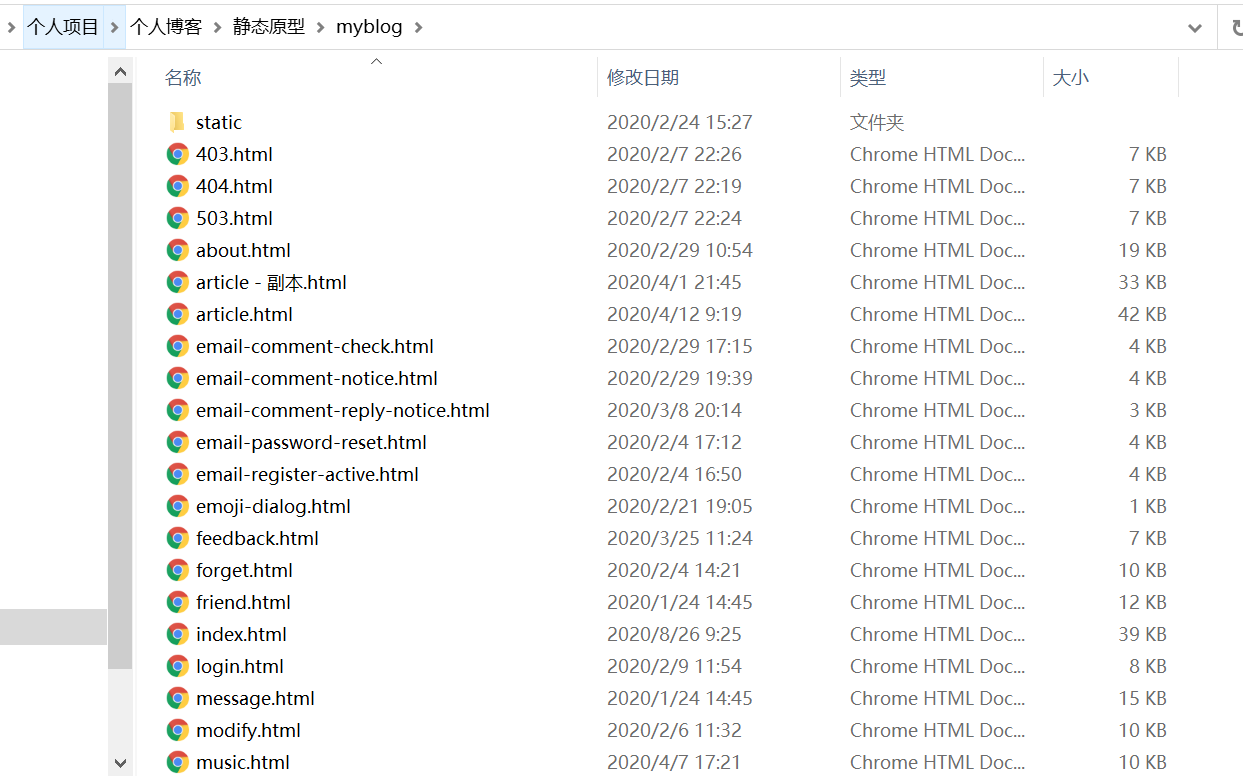 个人项目 个人博客 静态原型 myblog
名称 修改日期 类型 大小
static 2020/2/24 15:27 文件夹
403.html 2020/2/7 22:26 Chrome HTML Doc... 7 KB
404.html 2020/2/7 22:19 Chrome HTML Doc... 7 KB
503.html 2020/2/7 22:24 Chrome HTML Doc... 7 KB
about.html 2020/2/29 10:54 Chrome HTML Doc... 19 KB
article - 副本.html 2020/4/1 21:45 Chrome HTML Doc... 33 KB
article.html 2020/4/12 9:19 Chrome HTML Doc... 42 KB
email-comment-check.html 2020/2/29 17:15 Chrome HTML Doc... 4 KB
email-comment-notice.html 2020/2/29 19:39 Chrome HTML Doc... 4 KB
email-comment-reply-notice.html 2020/3/8 20:14 Chrome HTML Doc... 3 KB
email-password-reset.html 2020/2/4 17:12 Chrome HTML Doc... 4 KB
email-register-active.html 2020/2/4 16:50 Chrome HTML Doc... 4 KB
emoji-dialog.html 2020/2/21 19:05 Chrome HTML Doc... 1 KB
feedback.html 2020/3/25 11:24 Chrome HTML Doc... 7 KB
forget.html 2020/2/4 14:21 Chrome HTML Doc... 10 KB
friend.html 2020/1/24 14:45 Chrome HTML Doc... 12 KB
index.html 2020/8/26 9:25 Chrome HTML Doc... 39 KB
login.html 2020/2/9 11:54 Chrome HTML Doc... 8 KB
message.html 2020/1/24 14:45 Chrome HTML Doc... 15 KB
modify.html 2020/2/6 11:32 Chrome HTML Doc... 10 KB
music.html 2020/4/7 17:21 Chrome HTML Doc... 10 KB